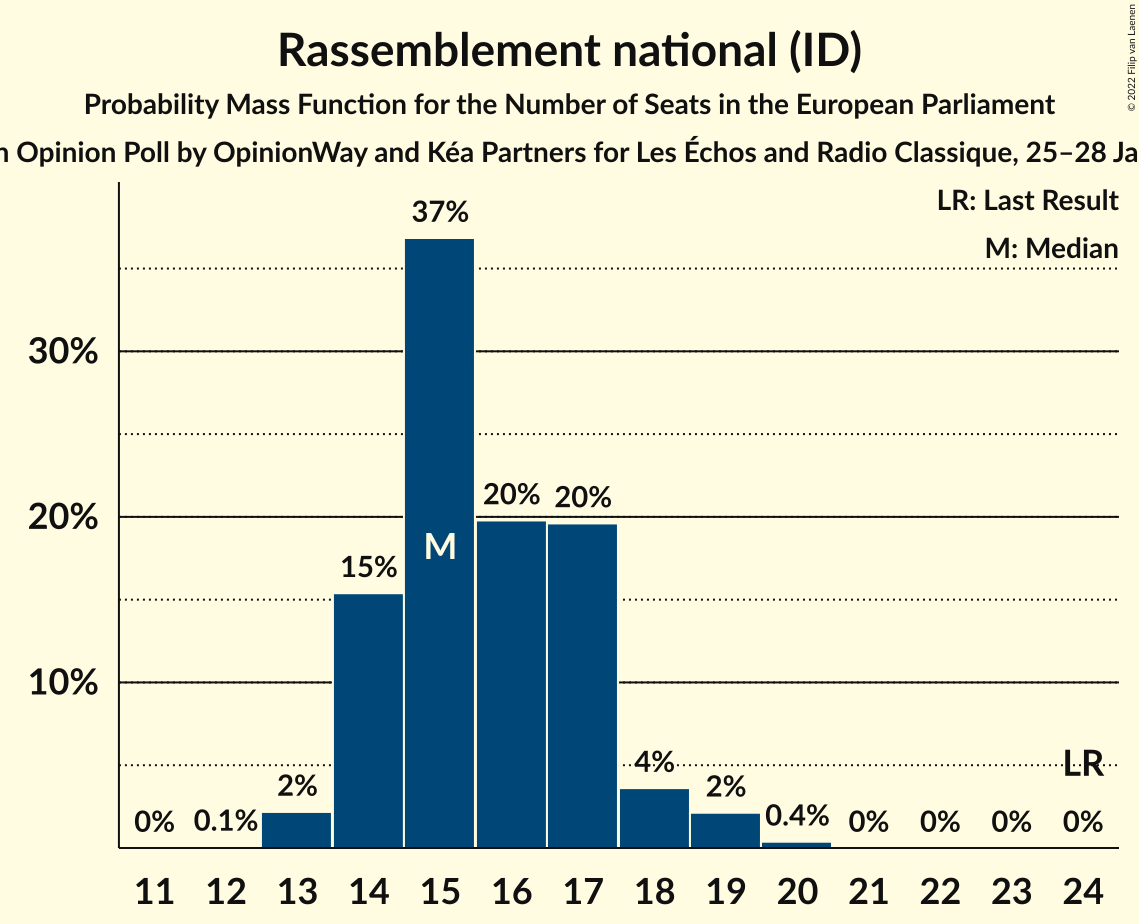 © 2022 Filip van Laenen
Rassemblement national (ID)
Probability Mass Function for the Number of Seats in the European Parliament
Opinion Poll by OpinionWay and Kéa Partners for Les Échos and Radio Classique, 25–28
LR: Last Result
M: Median
37%
30%
20% 20%
20%
M
15%
10%
LR
4%
2% 2%
0% 0.1% 0.4% 0% 0% 0% 0%
11 12 13 14 15 16 17 18 19 20 21 22 23 24